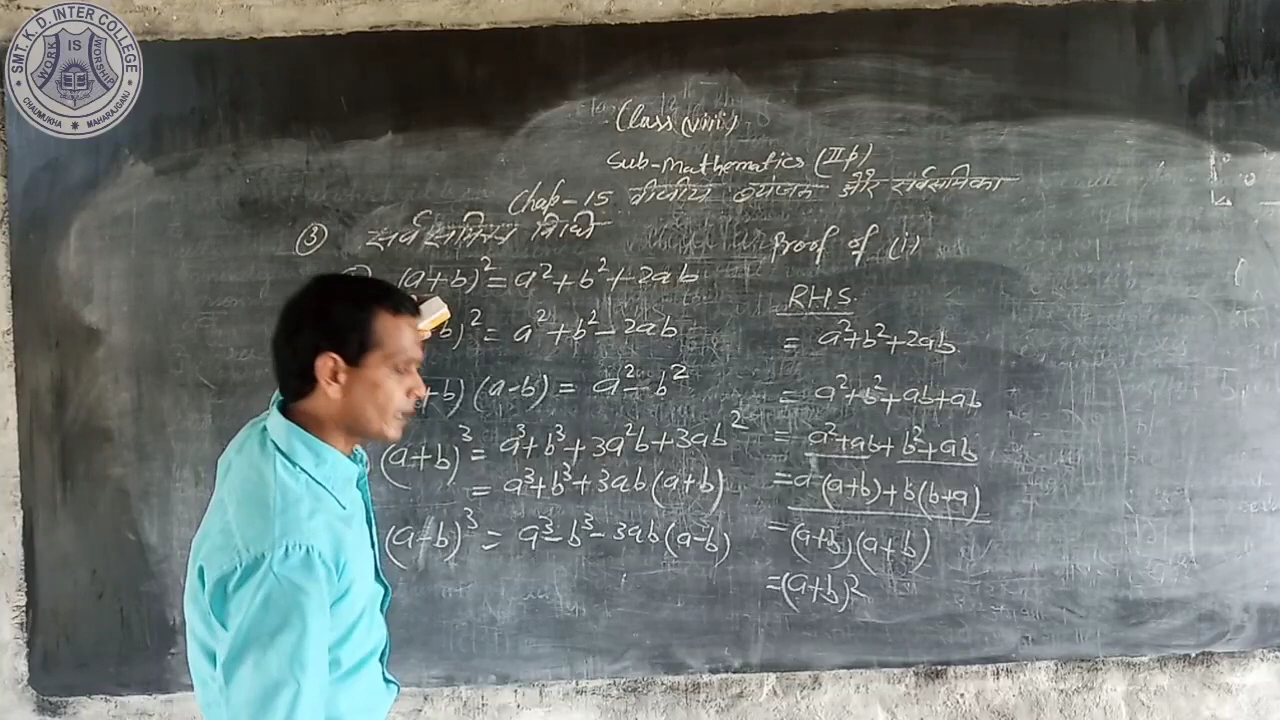 SMT. K. D. INTER COLLEGE
WORK IS WORSHIP
CHAUMUKHA * MAHARAJGANJ
Class (viii)
Sub-Mathematics (II p)
Chap-15 बीजीय व्यंजक और सर्वसमिका
③ सर्व समिका विधि
(a+b)² = a² + b² + 2ab
b)² = a² + b² - 2ab
+b) (a-b) = a² - b²
(a+b)³ = a³+b³+3a²b+3ab²
= a³+b³+3ab(a+b)
(a-b)³ = a³-b³-3ab(a-b)
Proof of (i)
R.H.S.
= a²+b²+2ab
= a²+b²+ab+ab
= a²+ab+b²+ab
= a(a+b)+b(b+a)
= (a+b)(a+b)
= (a+b)²